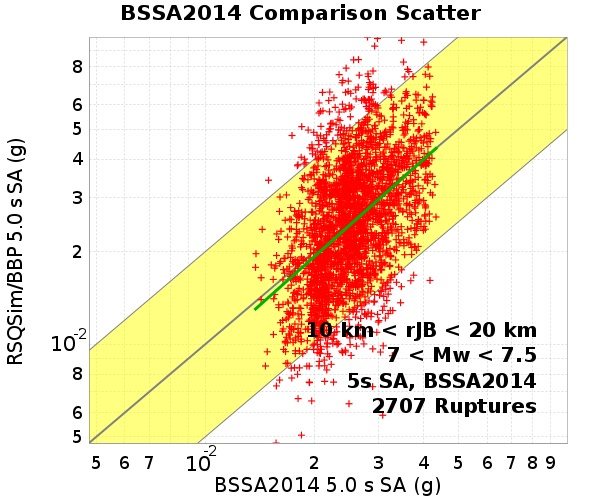 BSSA2014 Comparison Scatter
RSQSim/BBP 5.0 s SA (g)
8
6
5
4
3
2
10-2
8
6
5
10 km < rJB < 20 km
7 < Mw < 7.5
5s SA, BSSA2014
2707 Ruptures
5 6 7 10-2 2 3 4 5 6 7 8 9
BSSA2014 5.0 s SA (g)